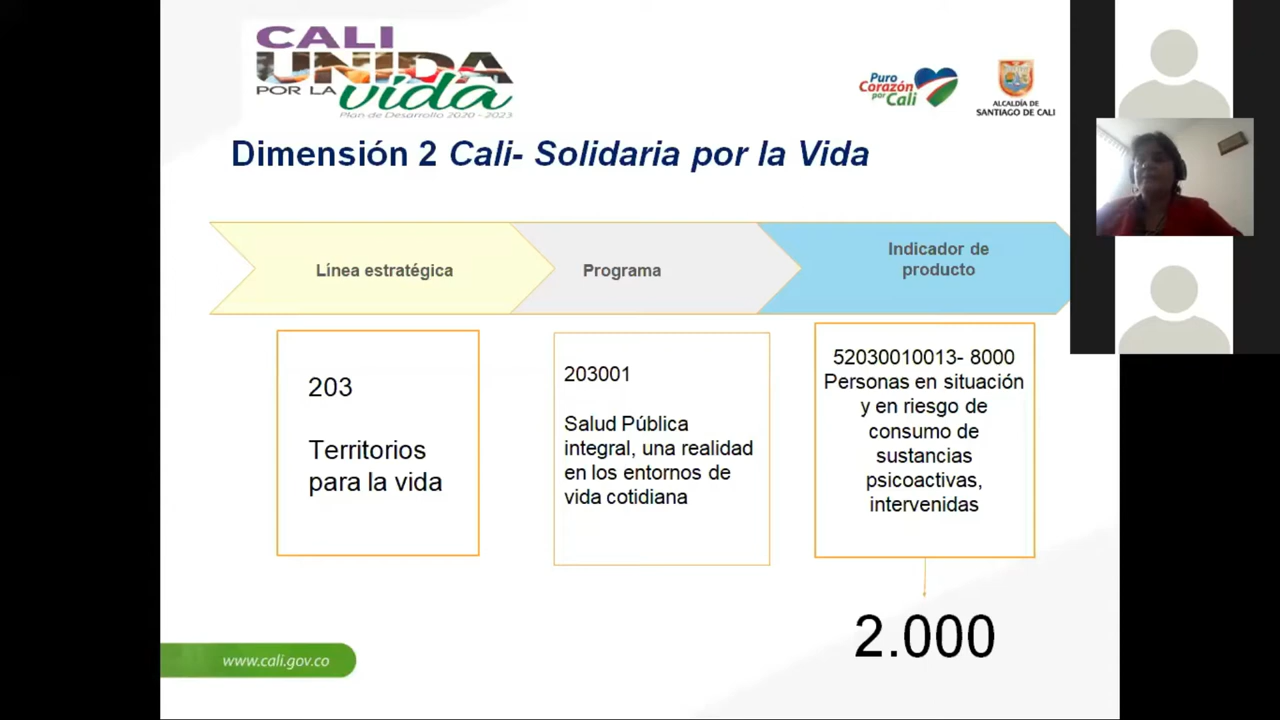 CALI
UNIDA
POR LA vida
Plan de Desarrollo 2020 - 2023
Puro
Corazón
por Cali
ALCALDÍA DE
SANTIAGO DE CALI
Dimensión 2 Cali- Solidaria por la Vida
Línea estratégica
Programa
Indicador de
producto
203
Territorios
para la vida
203001
Salud Pública
integral, una realidad
en los entornos de
vida cotidiana
52030010013- 8000
Personas en situación
y en riesgo de
consumo de
sustancias
psicoactivas,
intervenidas
2.000
www.cali.gov.co